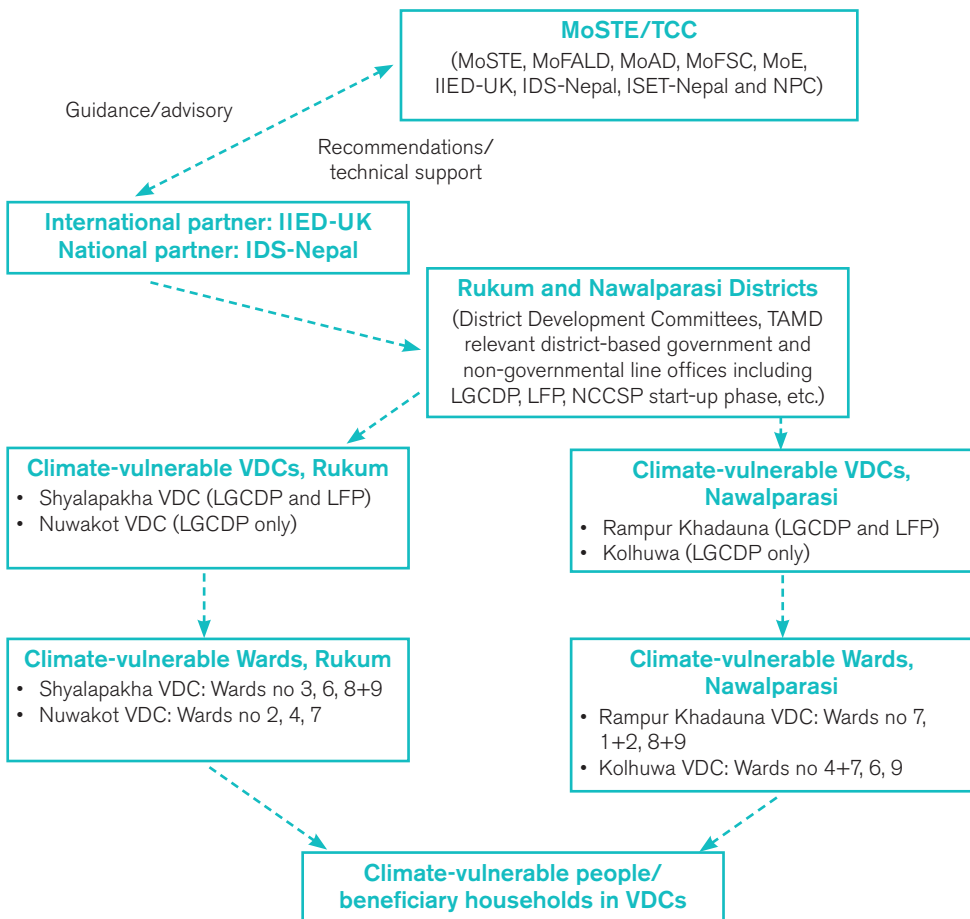 MoSTE/TCC
(MoSTE, MoFALD, MoAD, MoFSC, MoE,
IIED-UK, IDS-Nepal, ISET-Nepal and NPC)
Guidance/advisory
Recommendations/
technical support
International partner: IIED-UK
National partner: IDS-Nepal
Rukum and Nawalparasi Districts
(District Development Committees, TAMD
relevant district-based government and
non-governmental line offices including
LGCDP, LFP, NCCSP start-up phase, etc.)
Climate-vulnerable VDCs, Rukum
• Shyalapakha VDC (LGCDP and LFP)
• Nuwakot VDC (LGCDP only)
Climate-vulnerable VDCs,
Nawalparasi
• Rampur Khadauna (LGCDP and LFP)
• Kolhuwa (LGCDP only)
Climate-vulnerable Wards, Rukum
• Shyalapakha VDC: Wards no 3, 6, 8+9
• Nuwakot VDC: Wards no 2, 4, 7
Climate-vulnerable Wards,
Nawalparasi
• Rampur Khadauna VDC: Wards no 7,
1+2, 8+9
• Kolhuwa VDC: Wards no 4+7, 6, 9
Climate-vulnerable people/
beneficiary households in VDCs